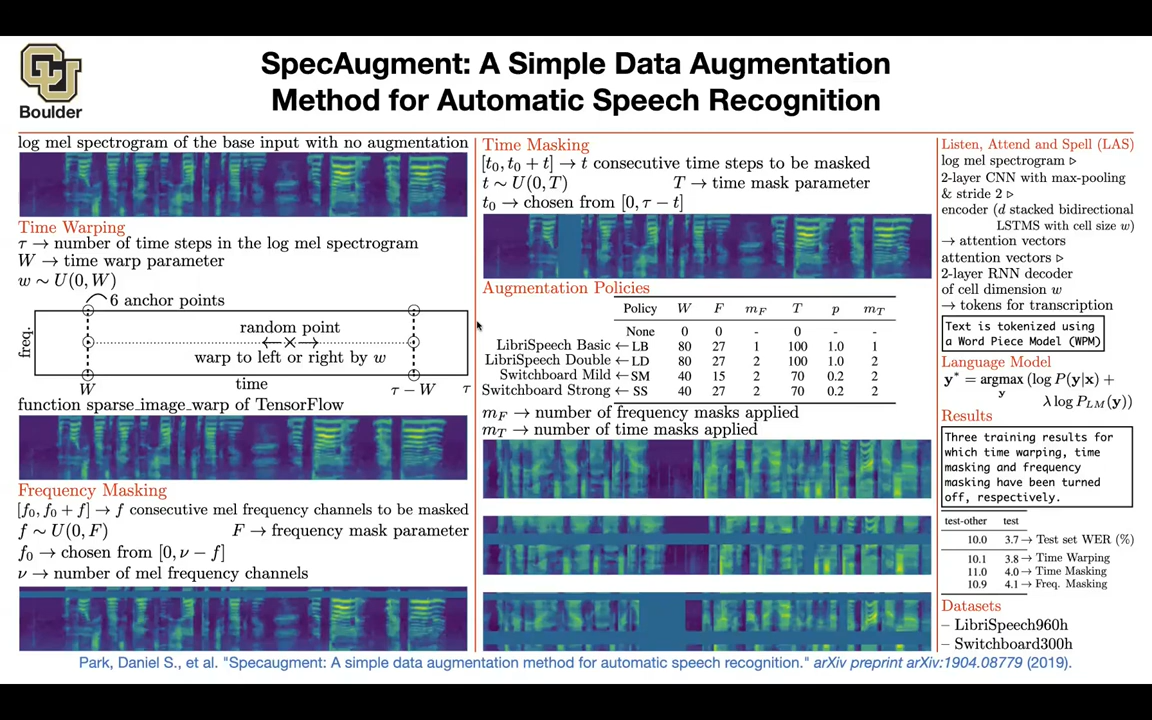 SpecAugment: A Simple Data Augmentation
Method for Automatic Speech Recognition
CU
Boulder
log mel spectrogram of the base input with no augmentation
Time Warping
τ → number of time steps in the log mel spectrogram
W → time warp parameter
w ∼ U(0, W)
6 anchor points
freq.
random point
warp to left or right by w
W
time
τ − W
τ
function sparse_image_warp of TensorFlow
Frequency Masking
[f₀, f₀ + f] → f consecutive mel frequency channels to be masked
f ∼ U(0, F) F → frequency mask parameter
f₀ → chosen from [0, ν − f]
ν → number of mel frequency channels
Time Masking
[t₀, t₀ + t] → t consecutive time steps to be masked
t ∼ U(0, T) T → time mask parameter
t₀ → chosen from [0, τ − t]
Augmentation Policies
Policy W F m_F T p m_T
None 0 0 - 0 - -
LibriSpeech Basic ← LB 80 27 1 100 1.0 1
LibriSpeech Double ← LD 80 27 2 100 1.0 2
Switchboard Mild ← SM 40 15 2 70 0.2 2
Switchboard Strong ← SS 40 27 2 70 0.2 2
m_F → number of frequency masks applied
m_T → number of time masks applied
Listen, Attend and Spell (LAS)
log mel spectrogram ▹
2-layer CNN with max-pooling
& stride 2 ▹
encoder (d stacked bidirectional
LSTMS with cell size w)
→ attention vectors
attention vectors ▹
2-layer RNN decoder
of cell dimension w
→ tokens for transcription
Text is tokenized using
a Word Piece Model (WPM)
Language Model
y* = argmax (log P(y|x) +
y
λ log P_LM(y))
Results
Three training results for
which time warping, time
masking and frequency
masking have been turned
off, respectively.
test-other test
10.0 3.7 → Test set WER (%)
10.1 3.8 → Time Warping
11.0 4.0 → Time Masking
10.9 4.1 → Freq. Masking
Datasets
– LibriSpeech960h
– Switchboard300h
Park, Daniel S., et al. "Specaugment: A simple data augmentation method for automatic speech recognition." arXiv preprint arXiv:1904.08779 (2019).